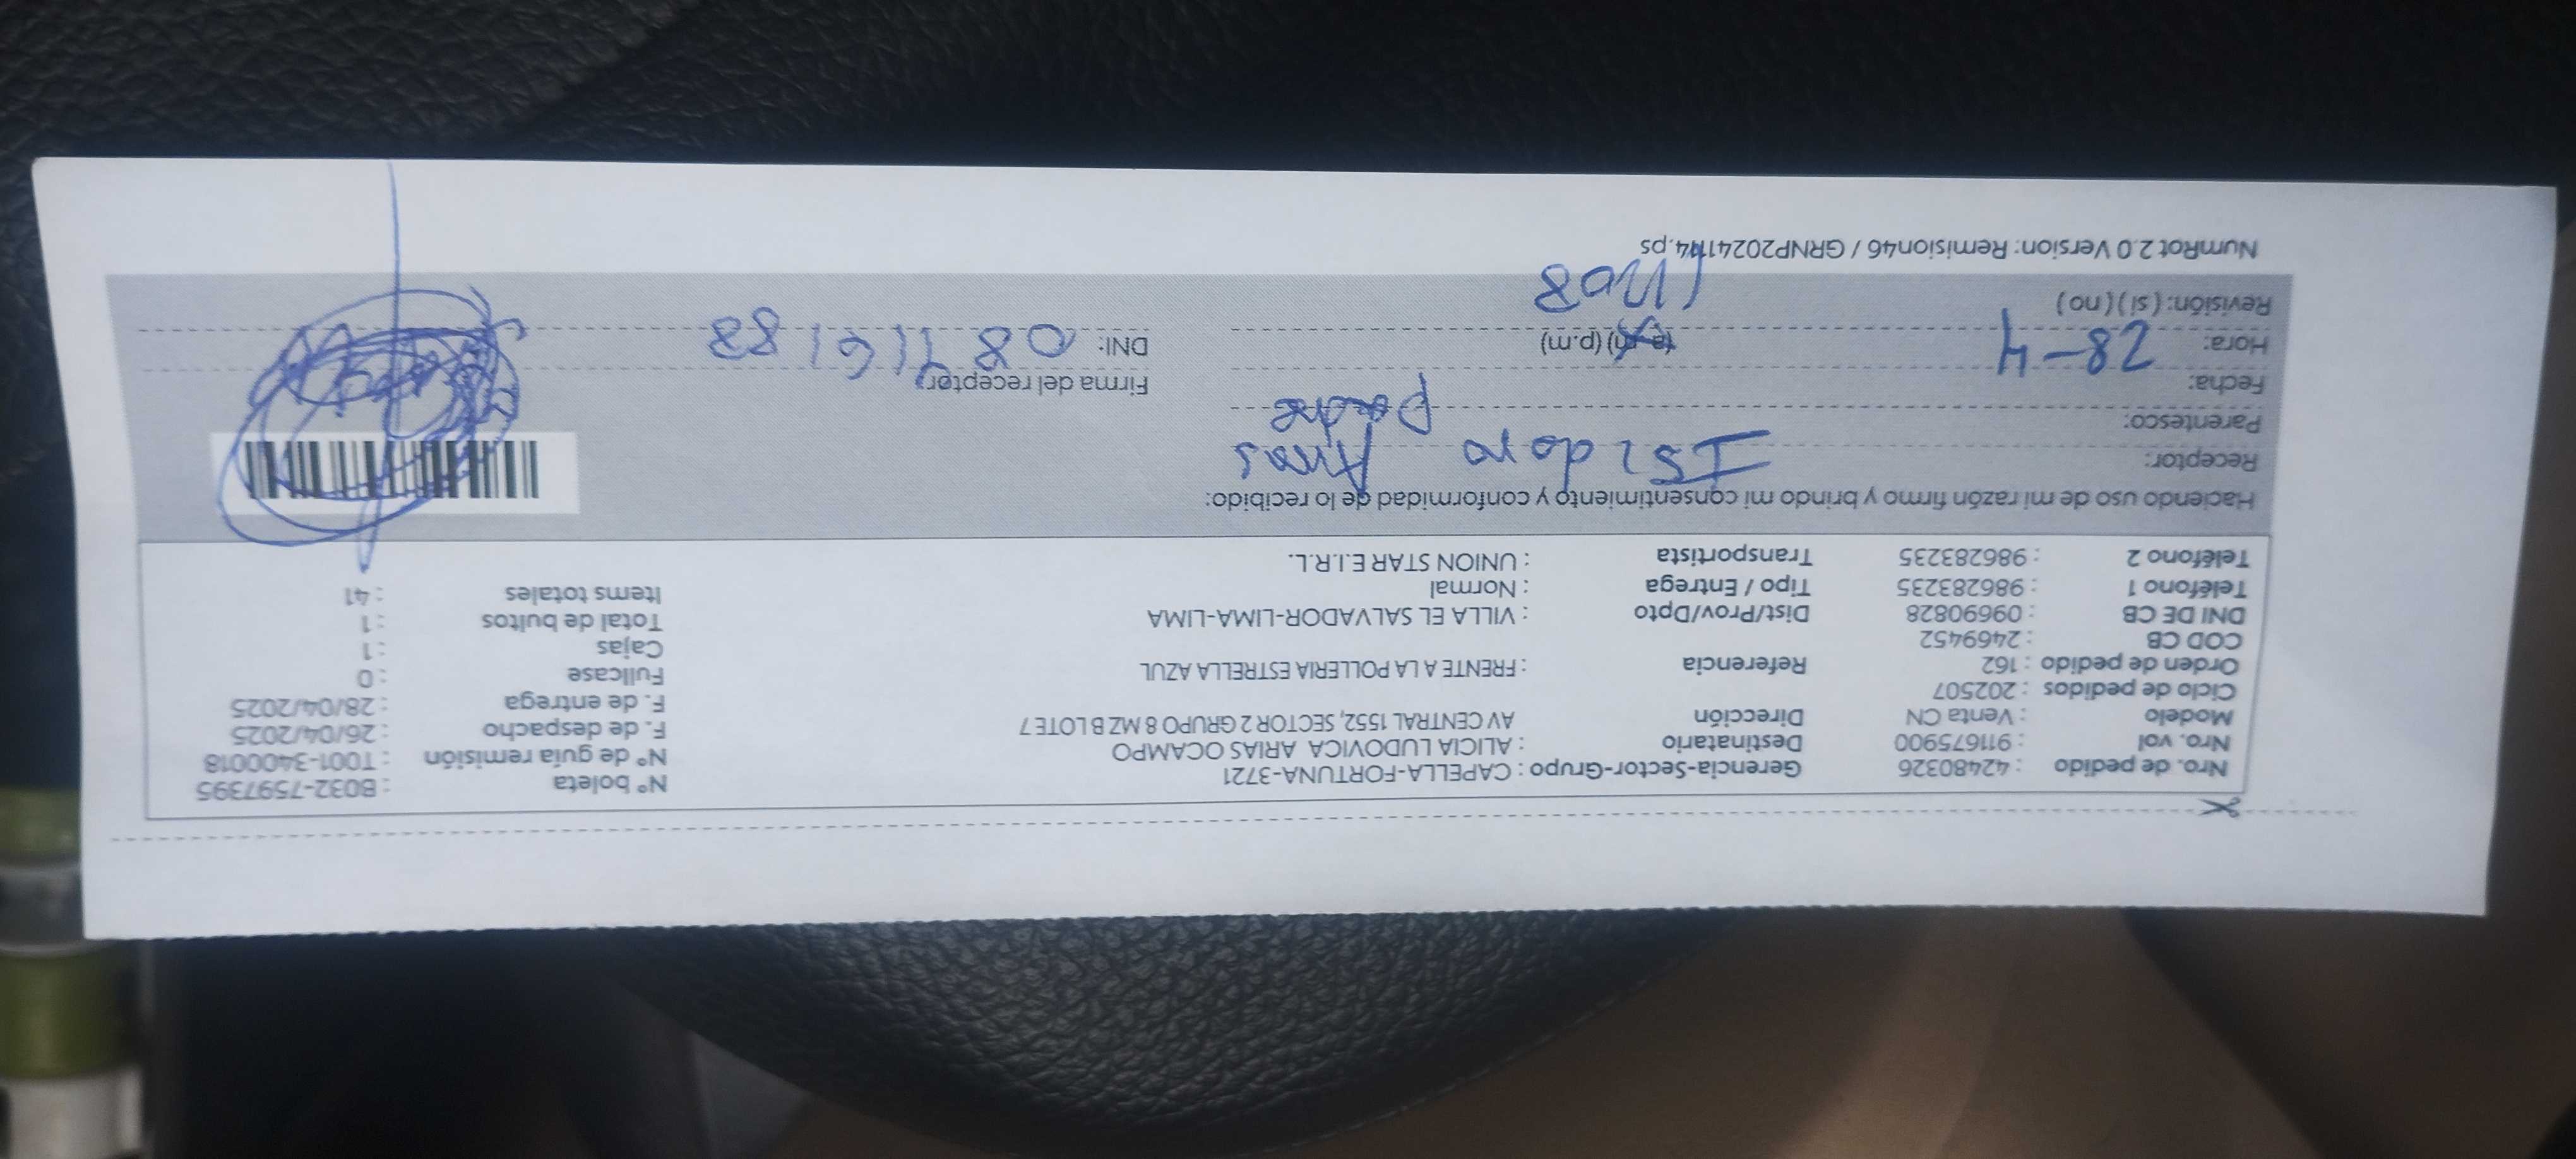 Nro. de pedido : 42480326 Gerencia-Sector-Grupo : CAPELLA-FORTUNA-3721 N° boleta : B032-7597395
Nro. vol : 911675900 Destinatario : ALICIA LUDOVICA ARIAS OCAMPO N° de guía remisión : T001-3400018
Modelo : Venta CN Dirección AV CENTRAL 1552, SECTOR 2 GRUPO 8 MZ B LOTE 7 F. de despacho : 26/04/2025
Ciclo de pedidos : 202507 F. de entrega : 28/04/2025
Orden de pedido : 162 Referencia : FRENTE A LA POLLERIA ESTRELLA AZUL Fullcase : 0
COD CB : 2469452 Cajas : 1
DNI DE CB : 09690828 Dist/Prov/Dpto : VILLA EL SALVADOR-LIMA-LIMA Total de bultos : 1
Teléfono 1 : 986283235 Tipo / Entrega : Normal Items totales : 41
Teléfono 2 : 986283235 Transportista : UNION STAR E.I.R.L.
Haciendo uso de mi razón firmo y brindo mi consentimiento y conformidad de lo recibido:
Receptor: Isidoro Arias
Parentesco: Padre
Fecha: 28-4 Firma del receptor
Hora: (a.m) (p.m) DNI:
Revisión: (si) (no)
NumRot 2.0 Version: Remision46 / GRNP20241114.ps